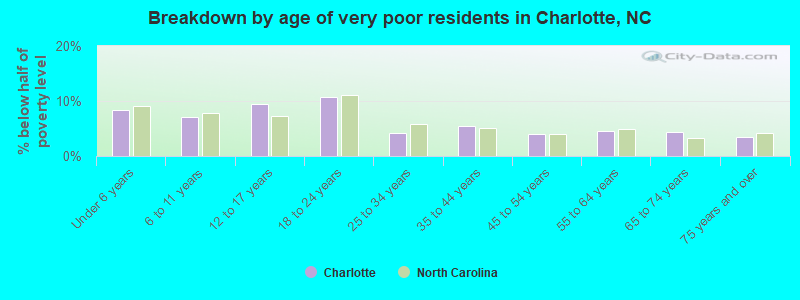 Breakdown by age of very poor residents in Charlotte, NC
City-Data.com
% below half of
poverty level
20%
10%
0%
Under 6 years
6 to 11 years
12 to 17 years
18 to 24 years
25 to 34 years
35 to 44 years
45 to 54 years
55 to 64 years
65 to 74 years
75 years and over
Charlotte
North Carolina